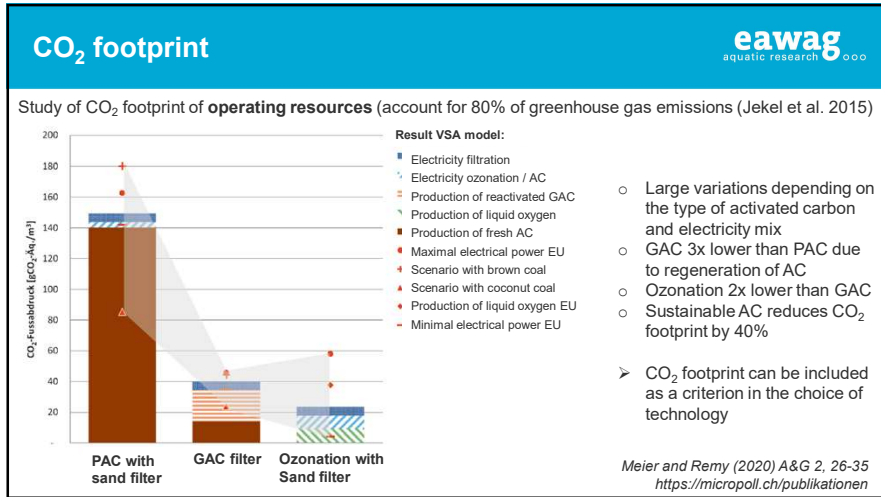 CO₂ footprint
eawag
aquatic research
Study of CO₂ footprint of operating resources (account for 80% of greenhouse gas emissions (Jekel et al. 2015)
CO₂-Fussabdruck [gCO₂-Äq./m³]
200
180
160
140
120
100
80
60
40
20
-
PAC with
sand filter
GAC filter
Ozonation with
Sand filter
Result VSA model:
Electricity filtration
Electricity ozonation / AC
Production of reactivated GAC
Production of liquid oxygen
Production of fresh AC
Maximal electrical power EU
Scenario with brown coal
Scenario with coconut coal
Production of liquid oxygen EU
Minimal electrical power EU
○ Large variations depending on
the type of activated carbon
and electricity mix
○ GAC 3x lower than PAC due
to regeneration of AC
○ Ozonation 2x lower than GAC
○ Sustainable AC reduces CO₂
footprint by 40%
➢ CO₂ footprint can be included
as a criterion in the choice of
technology
Meier and Remy (2020) A&G 2, 26-35
https://micropoll.ch/publikationen